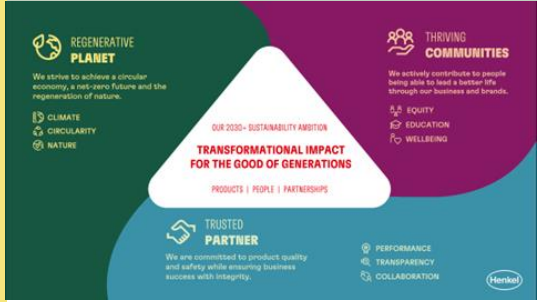 REGENERATIVE
PLANET
We strive to achieve a circular
economy, a net-zero future and the
regeneration of nature.
CLIMATE
CIRCULARITY
NATURE
THRIVING
COMMUNITIES
We actively contribute to people
being able to lead a better life
through our business and brands.
EQUITY
EDUCATION
WELLBEING
OUR 2030+ SUSTAINABILITY AMBITION
TRANSFORMATIONAL IMPACT
FOR THE GOOD OF GENERATIONS
PRODUCTS | PEOPLE | PARTNERSHIPS
TRUSTED
PARTNER
We are committed to product quality
and safety while ensuring business
success with integrity.
PERFORMANCE
TRANSPARENCY
COLLABORATION
Henkel